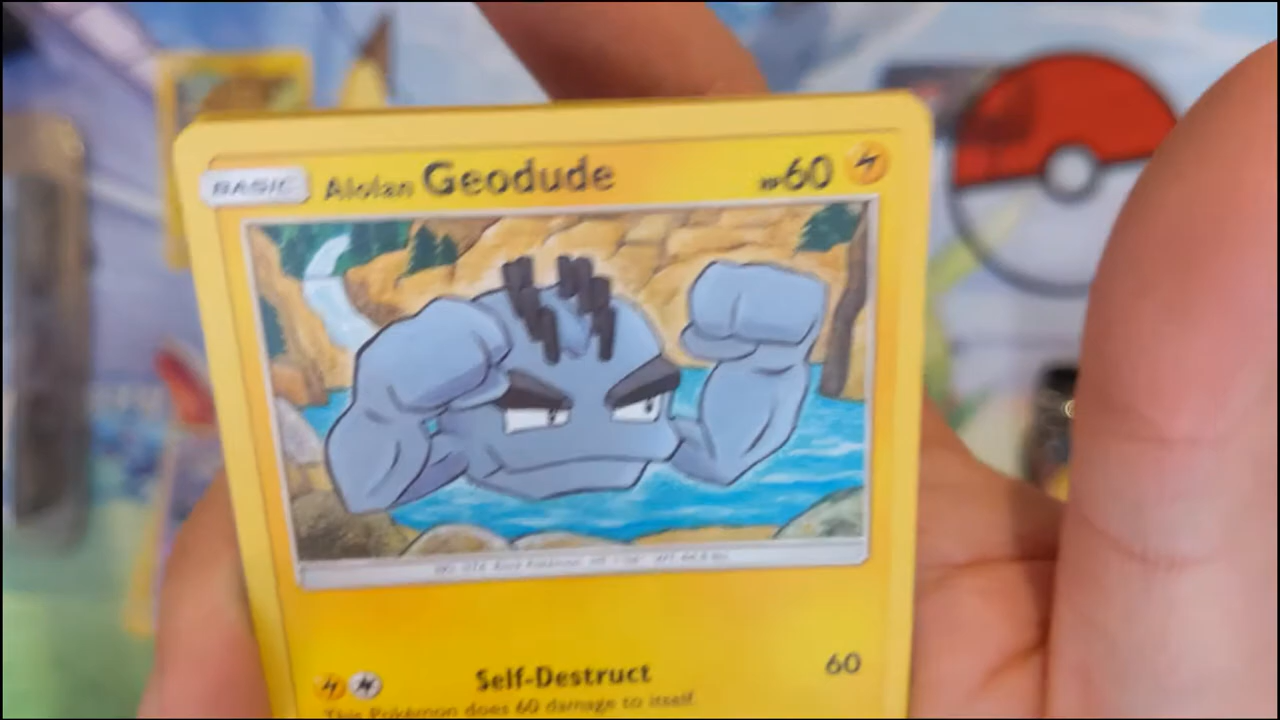 BASIC Alolan Geodude HP60
Self-Destruct 60
This Pokémon does 60 damage to itself.